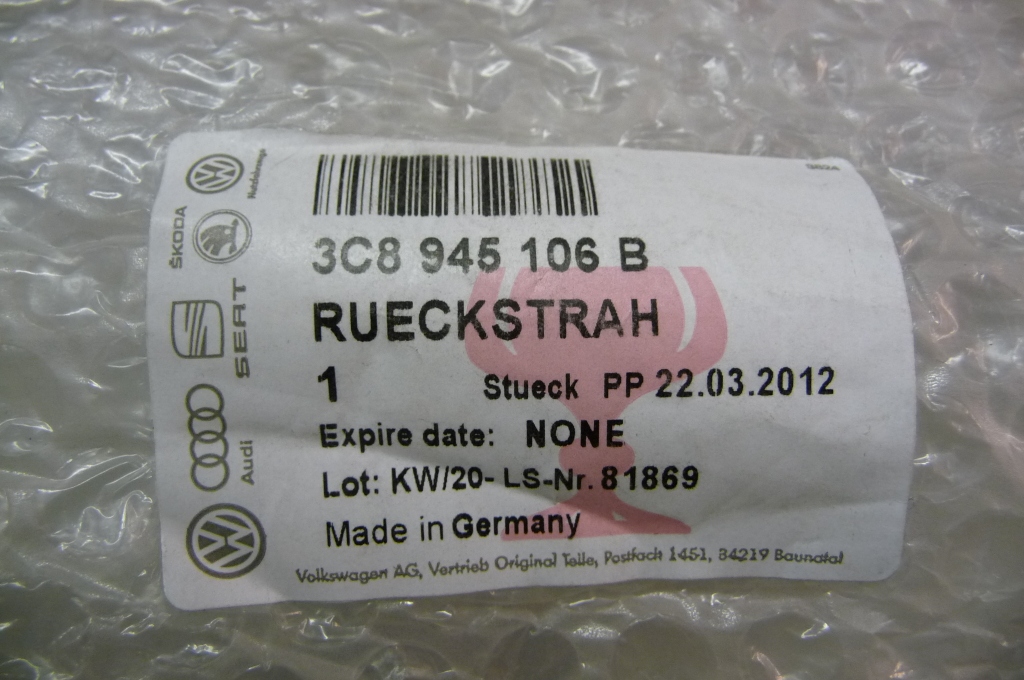 3C8 945 106 B
RUECKSTRAH
1 Stueck PP 22.03.2012
Expire date: NONE
Lot: KW/20- LS-Nr. 81869
Made in Germany
Volkswagen AG, Vertrieb Original Teile, Postfach 1451, 34219 Baunatal
Nutzfahrzeuge
ŠKODA
SEAT
Audi